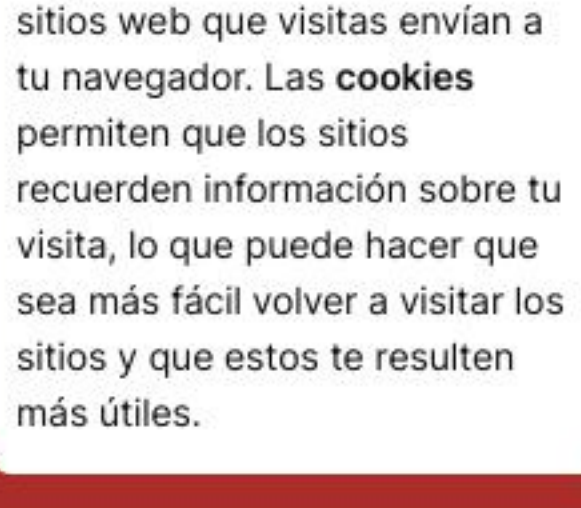 sitios web que visitas envían a
tu navegador. Las cookies
permiten que los sitios
recuerden información sobre tu
visita, lo que puede hacer que
sea más fácil volver a visitar los
sitios y que estos te resulten
más útiles.